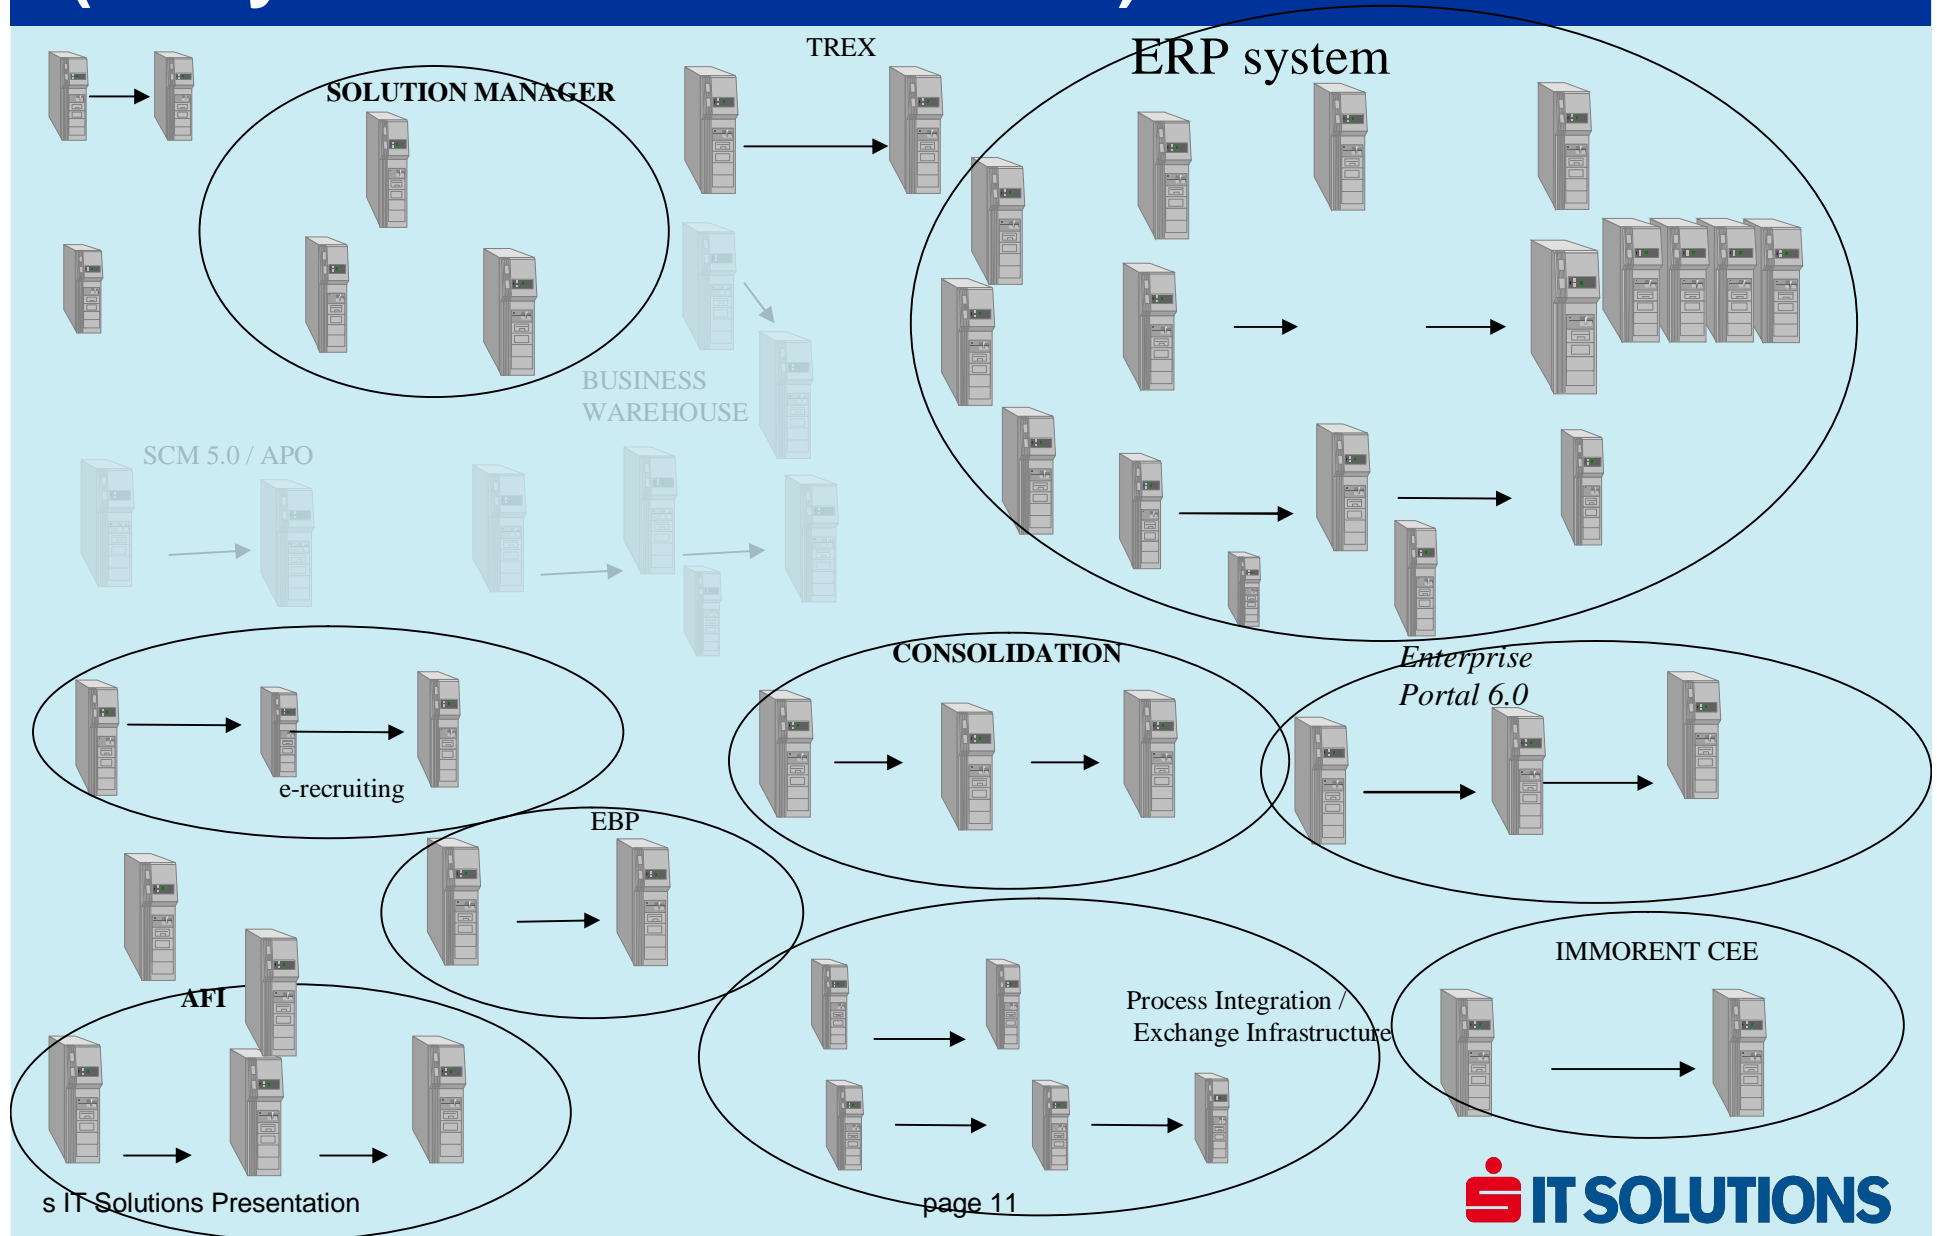 TREX
ERP system
SOLUTION MANAGER
BUSINESS
WAREHOUSE
SCM 5.0 / APO
CONSOLIDATION
Enterprise
Portal 6.0
e-recruiting
EBP
AFI
Process Integration /
Exchange Infrastructure
IMMORENT CEE
s IT Solutions Presentation
page 11
S IT SOLUTIONS